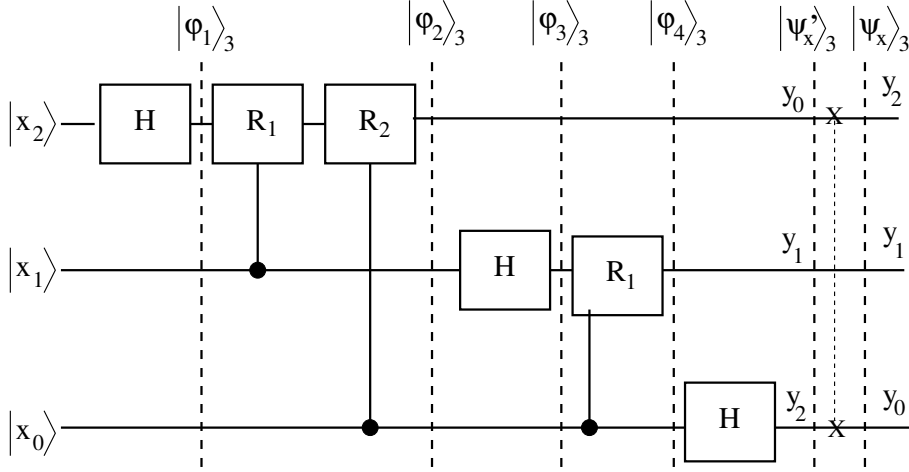 |φ₁⟩₃ |φ₂⟩₃ |φ₃⟩₃ |φ₄⟩₃ |ψₓ'⟩₃ |ψₓ⟩₃
|x₂⟩ H R₁ R₂ y₀ X y₂
|x₁⟩ H R₁ y₁ y₁
|x₀⟩ H y₂ X y₀